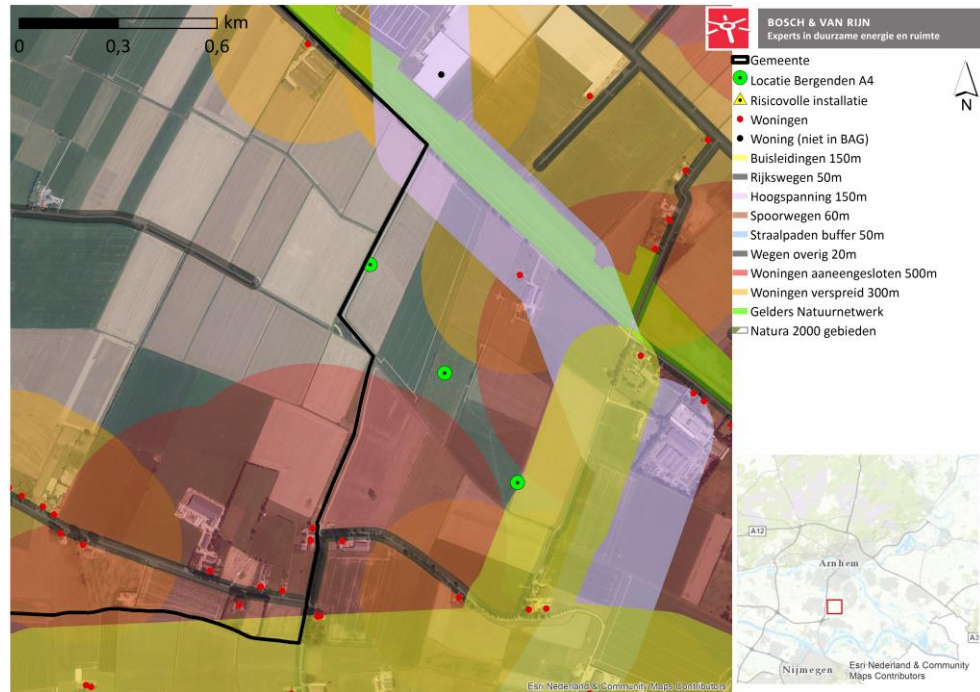 0 0,3 0,6 km
BOSCH & VAN RIJN
Experts in duurzame energie en ruimte
Gemeente
Locatie Bergenden A4
Risicovolle installatie
Woningen
Woning (niet in BAG)
Buisleidingen 150m
Rijkswegen 50m
Hoogspanning 150m
Spoorwegen 60m
Straalpaden buffer 50m
Wegen overig 20m
Woningen aaneengesloten 500m
Woningen verspreid 300m
Gelders Natuurnetwerk
Natura 2000 gebieden
N
A12
Arnhem
Nijmegen
Esri Nederland & Community
Maps Contributors
Esri Nederland & Community Maps Contributors